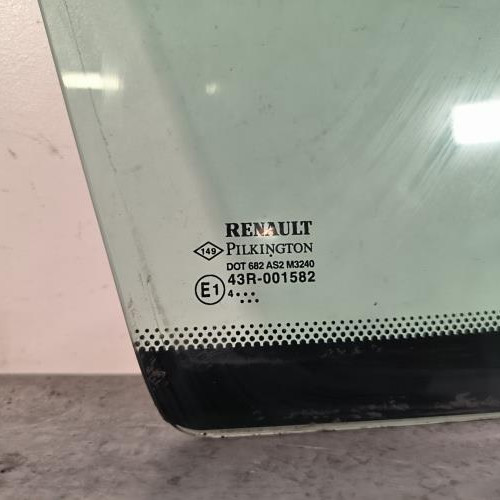 RENAULT
149 PILKINGTON
DOT 682 AS2 M3240
E1 43R-001582
4